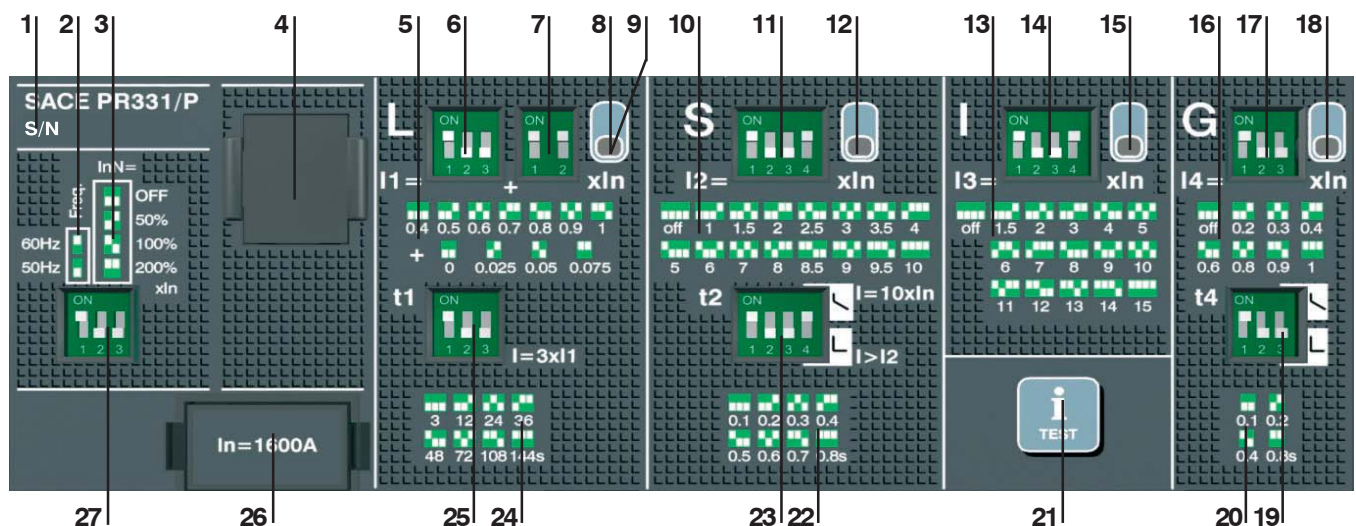 1 2 3 4 5 6 7 8 9 10 11 12 13 14 15 16 17 18
SACE PR331/P
S/N
InN=
Freq.
OFF
50%
60Hz 100%
50Hz 200%
xIn
ON
1 2 3
In=1600A
L
ON
1 2 3
ON
1 2
I1= + xIn
0.4 0.5 0.6 0.7 0.8 0.9 1
+ 0 0.025 0.05 0.075
t1
ON
1 2 3
I=3xI1
3 12 24 36
48 72 108 144s
S
ON
1 2 3 4
I2= xIn
off 1 1.5 2 2.5 3 3.5 4
5 6 7 8 8.5 9 9.5 10
t2
ON
1 2 3 4
I=10xIn
I>I2
0.1 0.2 0.3 0.4
0.5 0.6 0.7 0.8s
I
ON
1 2 3 4
I3= xIn
off 1.5 2 3 4 5
6 7 8 9 10
11 12 13 14 15
i
TEST
G
ON
1 2 3
I4= xIn
off 0.2 0.3 0.4
0.6 0.8 0.9 1
t4
ON
1 2 3
0.1 0.2
0.4 0.8s
27 26 25 24 23 22 21 20 19